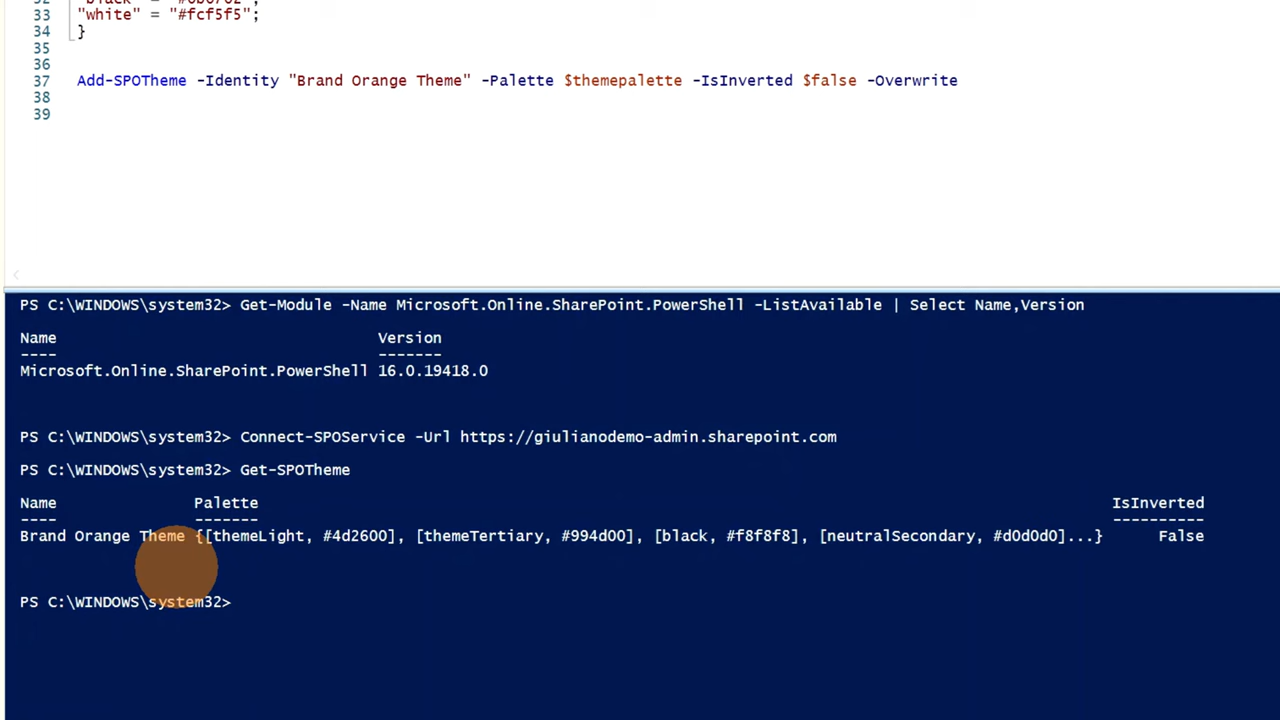 33 "white" = "#fcf5f5";
34 }
35
36
37 Add-SPOTheme -Identity "Brand Orange Theme" -Palette $themepalette -IsInverted $false -Overwrite
38
39
PS C:\WINDOWS\system32> Get-Module -Name Microsoft.Online.SharePoint.PowerShell -ListAvailable | Select Name,Version
Name Version
---- -------
Microsoft.Online.SharePoint.PowerShell 16.0.19418.0
PS C:\WINDOWS\system32> Connect-SPOService -Url https://giulianodemo-admin.sharepoint.com
PS C:\WINDOWS\system32> Get-SPOTheme
Name Palette IsInverted
---- ------- ----------
Brand Orange Theme {[themeLight, #4d2600], [themeTertiary, #994d00], [black, #f8f8f8], [neutralSecondary, #d0d0d0]...} False
PS C:\WINDOWS\system32>